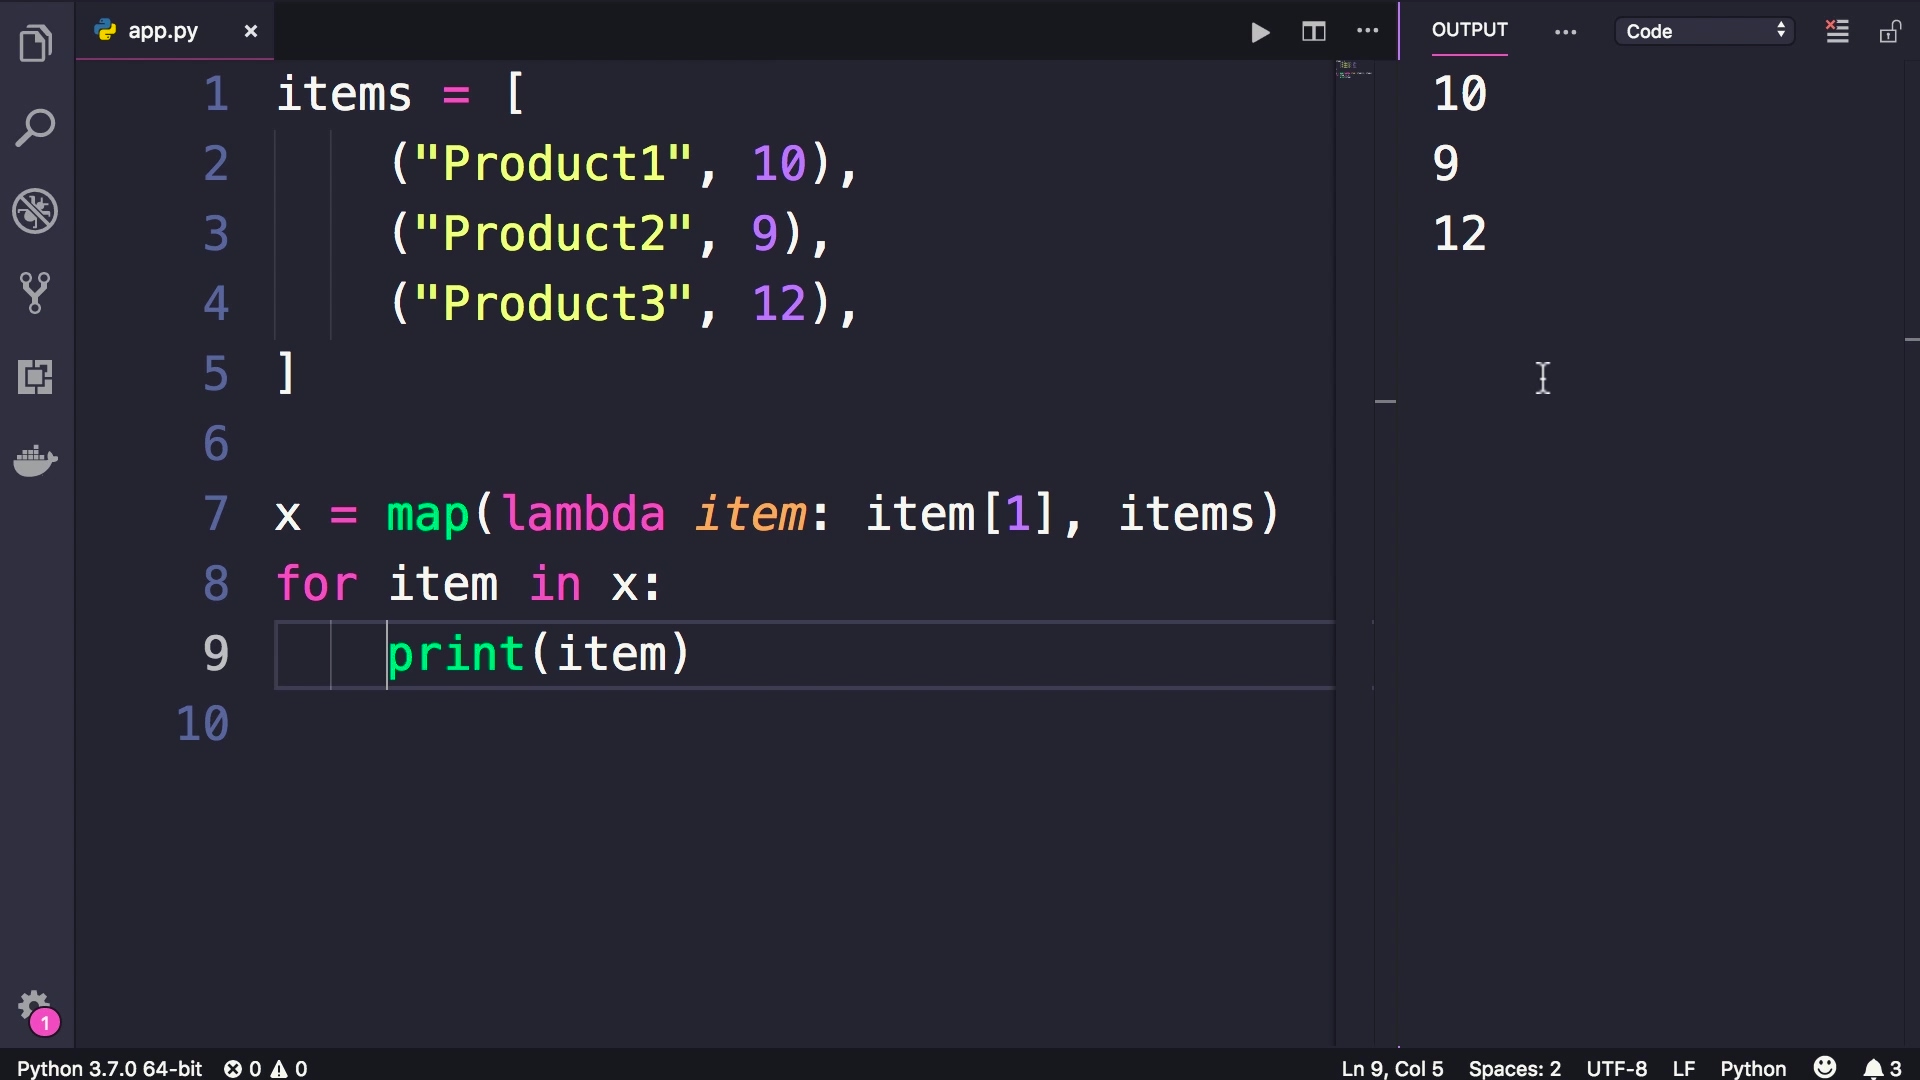 app.py
OUTPUT
Code
1 items = [
2     ("Product1", 10),
3     ("Product2", 9),
4     ("Product3", 12),
5 ]
6
7 x = map(lambda item: item[1], items)
8 for item in x:
9     print(item)
10
10
9
12
1
Python 3.7.0 64-bit 0 0
Ln 9, Col 5 Spaces: 2 UTF-8 LF Python 3